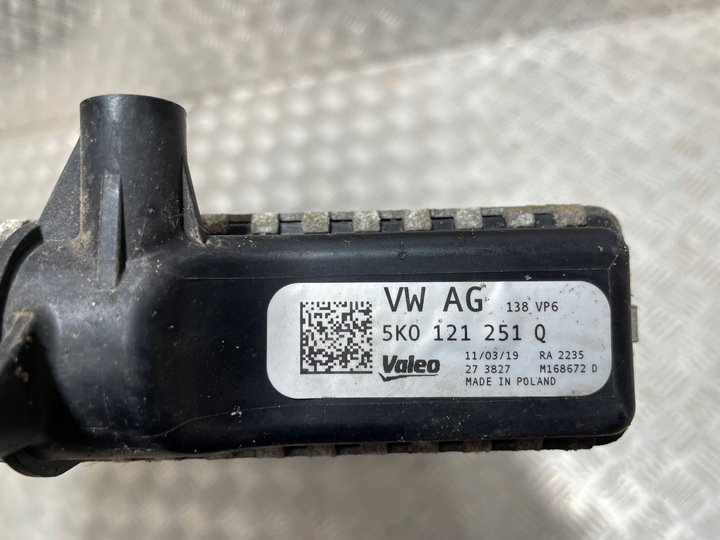 VW AG 138 VP6
5K0 121 251 Q
Valeo 11/03/19 RA 2235
27 3827 M168672 D
MADE IN POLAND